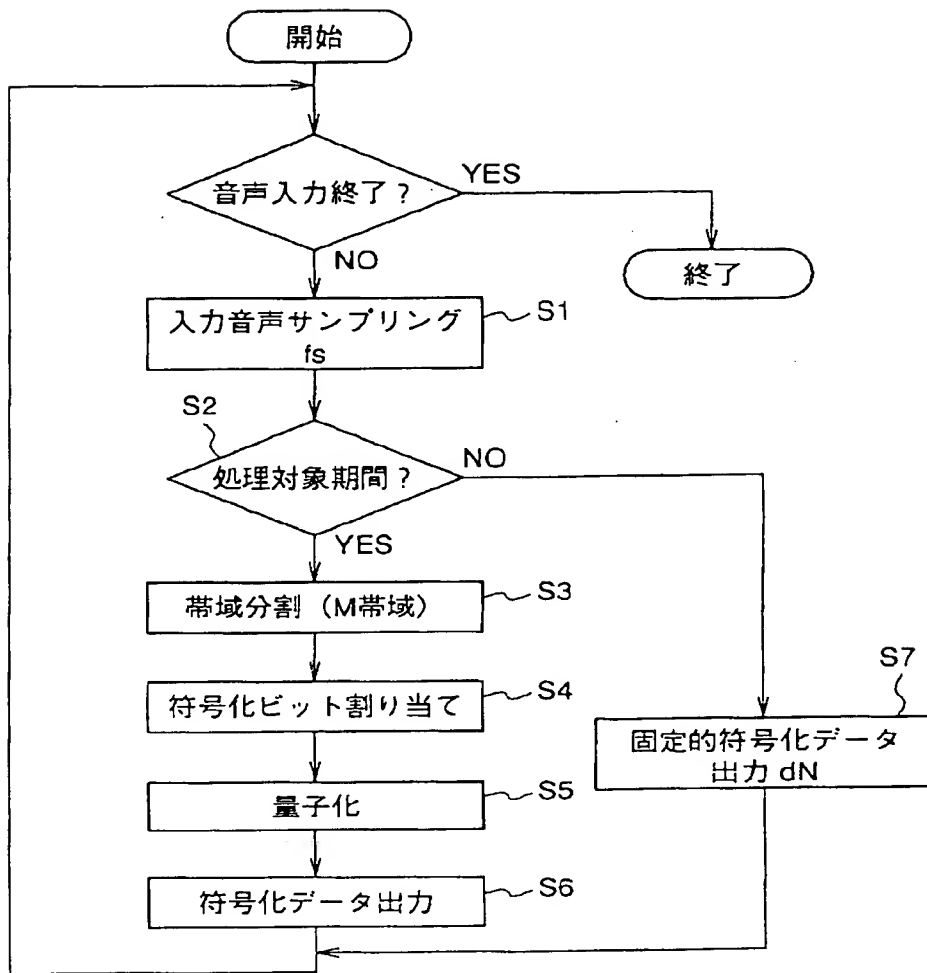 開始
音声入力終了？
YES
NO
終了
入力音声サンプリング
fs
S1
S2
処理対象期間？
NO
YES
帯域分割（M帯域）
S3
符号化ビット割り当て
S4
S7
固定的符号化データ
出力 dN
量子化
S5
符号化データ出力
S6